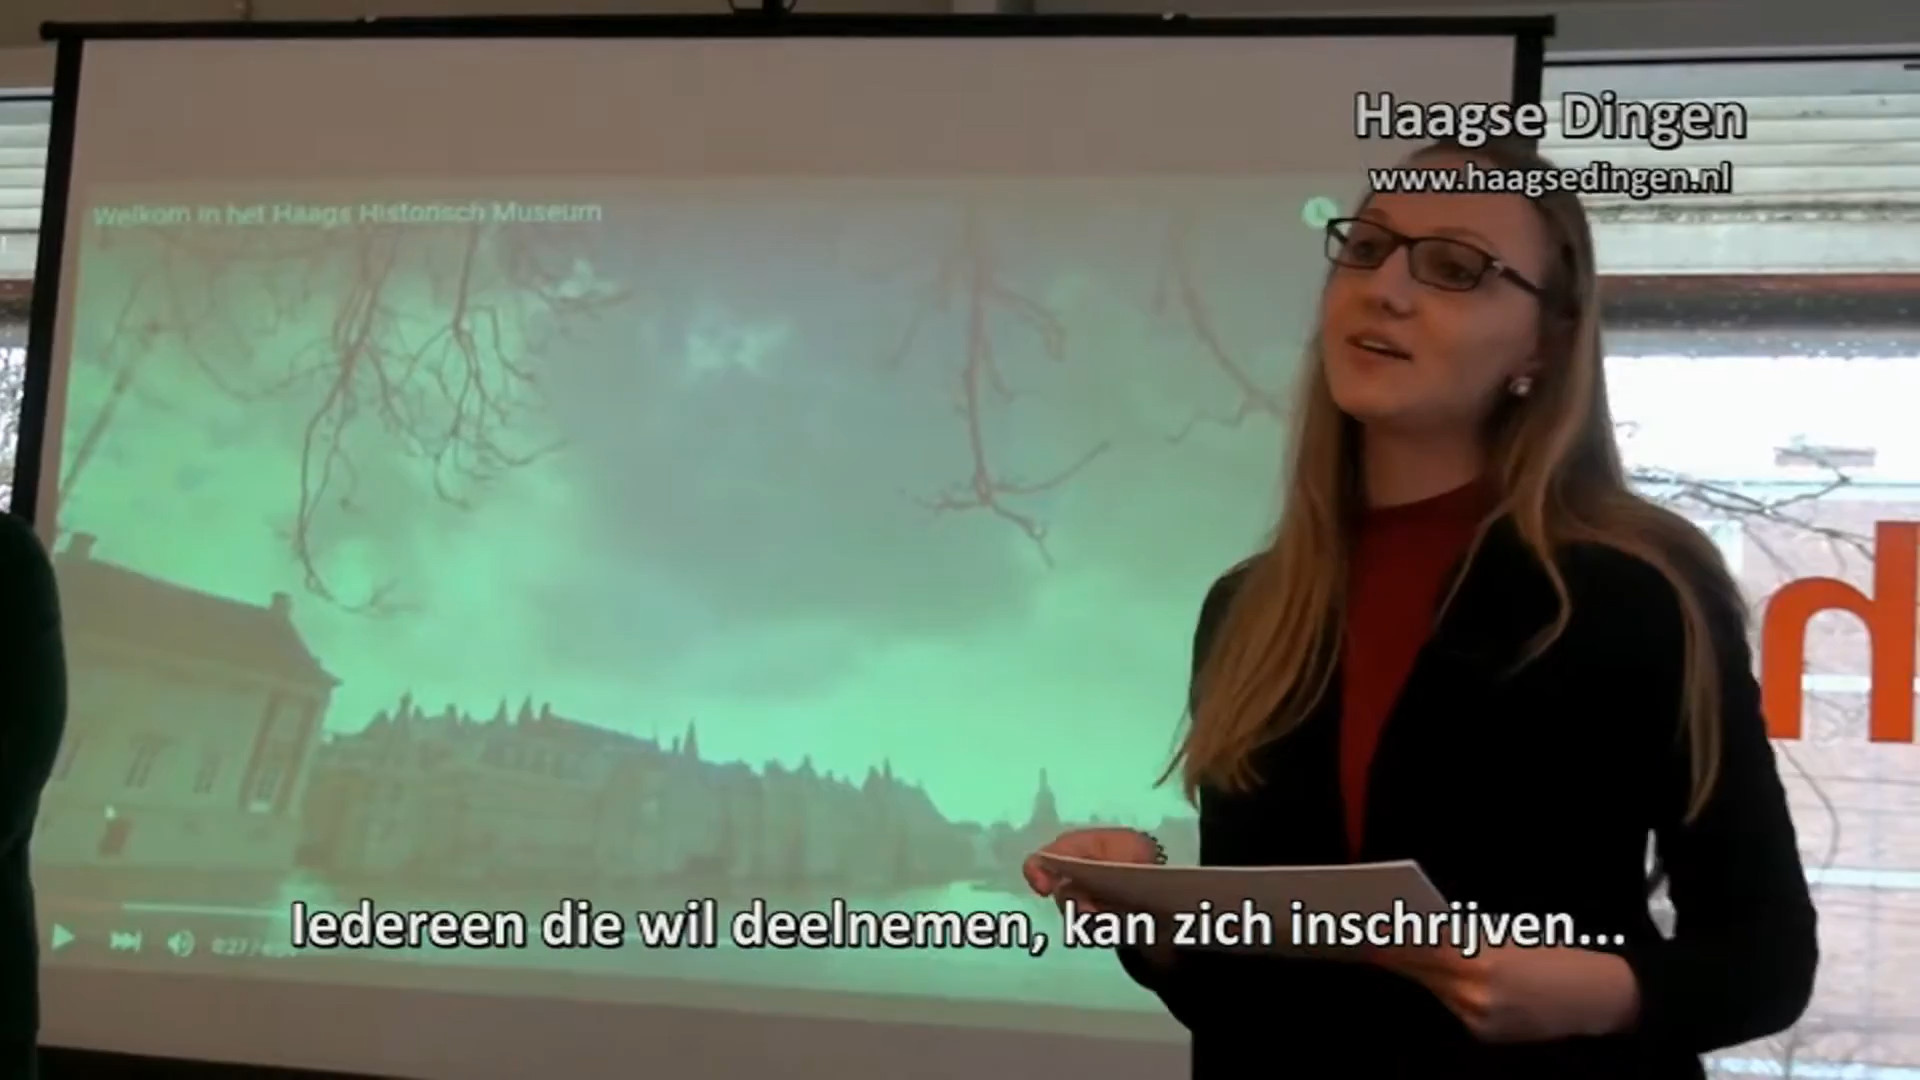 Haagse Dingen
www.haagsedingen.nl
Welkom in het Haags Historisch Museum
h
Iedereen die wil deelnemen, kan zich inschrijven...